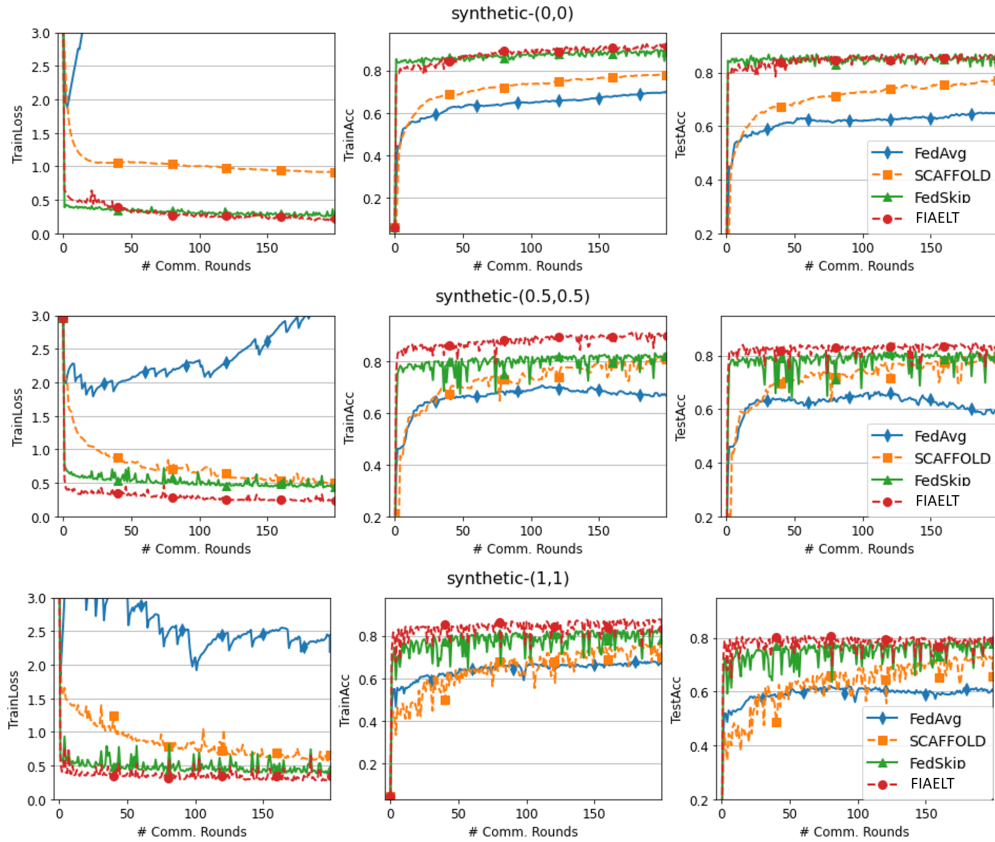 synthetic-(0,0)
3.0
2.5
2.0
1.5
1.0
0.5
0.0
TrainLoss
0 50 100 150
# Comm. Rounds
0.8
0.6
0.4
0.2
TrainAcc
0 50 100 150
# Comm. Rounds
0.8
0.6
0.4
0.2
TestAcc
0 50 100 150
# Comm. Rounds
FedAvg
SCAFFOLD
FedSkip
FIAELT
synthetic-(0.5,0.5)
3.0
2.5
2.0
1.5
1.0
0.5
0.0
TrainLoss
0 50 100 150
# Comm. Rounds
0.8
0.6
0.4
0.2
TrainAcc
0 50 100 150
# Comm. Rounds
0.8
0.6
0.4
0.2
TestAcc
0 50 100 150
# Comm. Rounds
FedAvg
SCAFFOLD
FedSkip
FIAELT
synthetic-(1,1)
3.0
2.5
2.0
1.5
1.0
0.5
0.0
TrainLoss
0 50 100 150
# Comm. Rounds
0.8
0.6
0.4
0.2
TrainAcc
0 50 100 150
# Comm. Rounds
0.8
0.6
0.4
0.2
TestAcc
0 50 100 150
# Comm. Rounds
FedAvg
SCAFFOLD
FedSkip
FIAELT